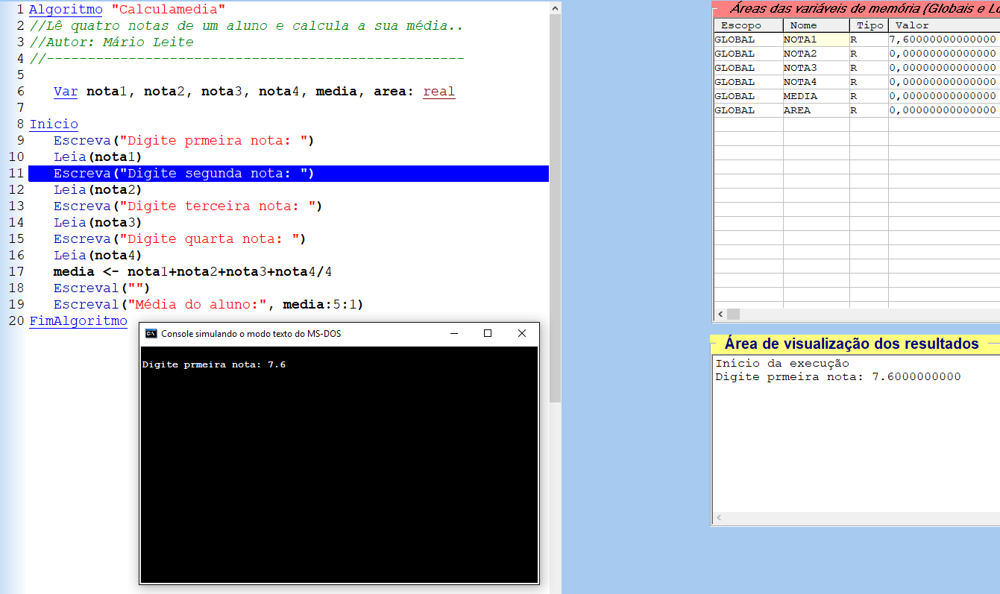 1 Algoritmo "Calculamedia"
2 //Lê quatro notas de um aluno e calcula a sua média..
3 //Autor: Mário Leite
4 //---------------------------------------------------
5
6 Var nota1, nota2, nota3, nota4, media, area: real
7
8 Inicio
9 Escreva("Digite prmeira nota: ")
10 Leia(nota1)
11 Escreva("Digite segunda nota: ")
12 Leia(nota2)
13 Escreva("Digite terceira nota: ")
14 Leia(nota3)
15 Escreva("Digite quarta nota: ")
16 Leia(nota4)
17 media <- nota1+nota2+nota3+nota4/4
18 Escreval("")
19 Escreval("Média do aluno:", media:5:1)
20 FimAlgoritmo
Console simulando o modo texto do MS-DOS
Digite prmeira nota: 7.6
Áreas das variáveis de memória (Globais e Lo
Escopo Nome Tipo Valor
GLOBAL NOTA1 R 7,60000000000000
GLOBAL NOTA2 R 0,00000000000000
GLOBAL NOTA3 R 0,00000000000000
GLOBAL NOTA4 R 0,00000000000000
GLOBAL MEDIA R 0,00000000000000
GLOBAL AREA R 0,00000000000000
Área de visualização dos resultados
Início da execução
Digite prmeira nota: 7.6000000000